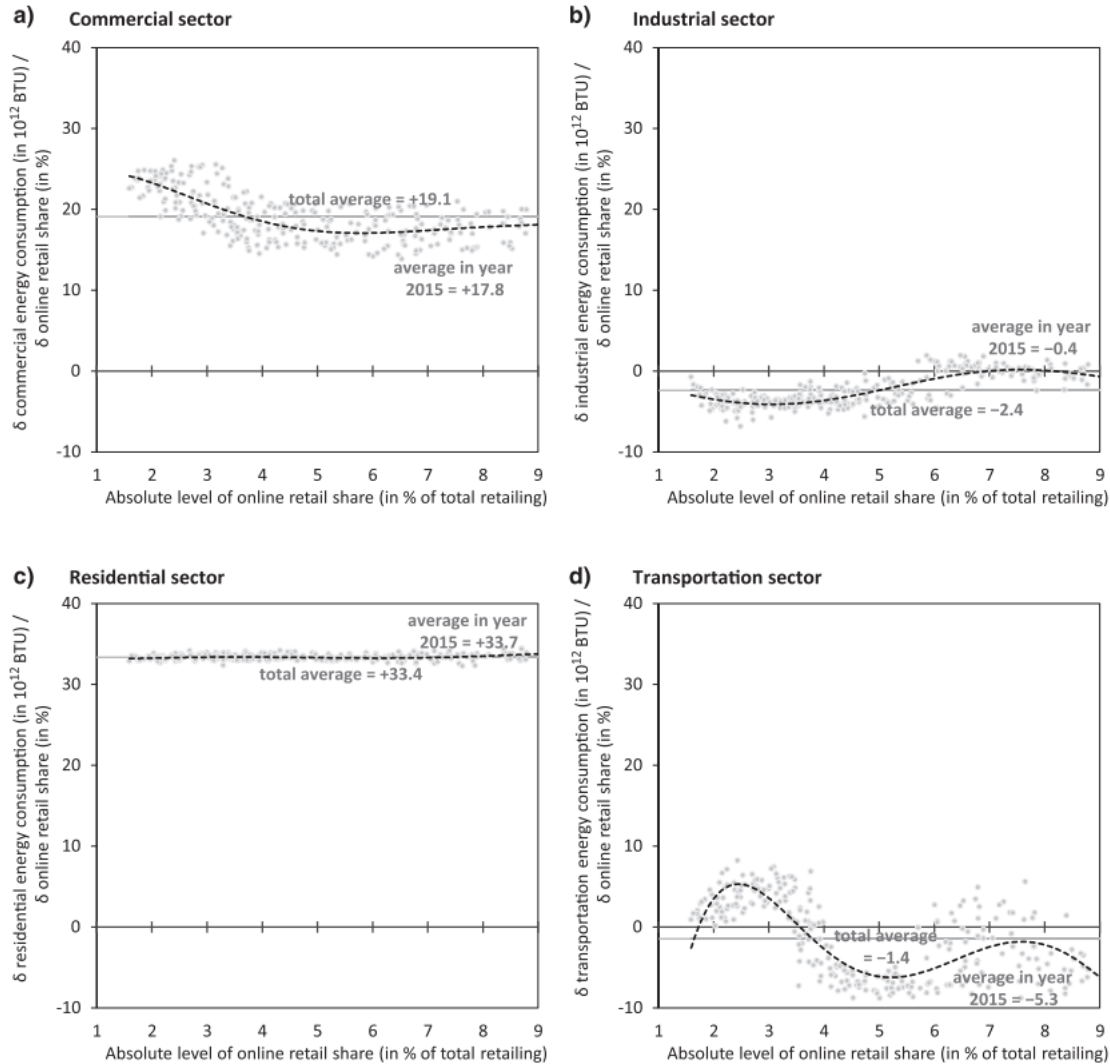 a) Commercial sector
δ commercial energy consumption (in 10¹² BTU) /
δ online retail share (in %)
40
30
20
10
0
-10
total average = +19.1
average in year
2015 = +17.8
1 2 3 4 5 6 7 8 9
Absolute level of online retail share (in % of total retailing)
b) Industrial sector
δ industrial energy consumption (in 10¹² BTU) /
δ online retail share (in %)
40
30
20
10
0
-10
average in year
2015 = −0.4
total average = −2.4
1 2 3 4 5 6 7 8 9
Absolute level of online retail share (in % of total retailing)
c) Residential sector
δ residential energy consumption (in 10¹² BTU) /
δ online retail share (in %)
40
30
20
10
0
-10
average in year
2015 = +33.7
total average = +33.4
1 2 3 4 5 6 7 8 9
Absolute level of online retail share (in % of total retailing)
d) Transportation sector
δ transportation energy consumption (in 10¹² BTU) /
δ online retail share (in %)
40
30
20
10
0
-10
total average
= −1.4
average in year
2015 = −5.3
1 2 3 4 5 6 7 8 9
Absolute level of online retail share (in % of total retailing)